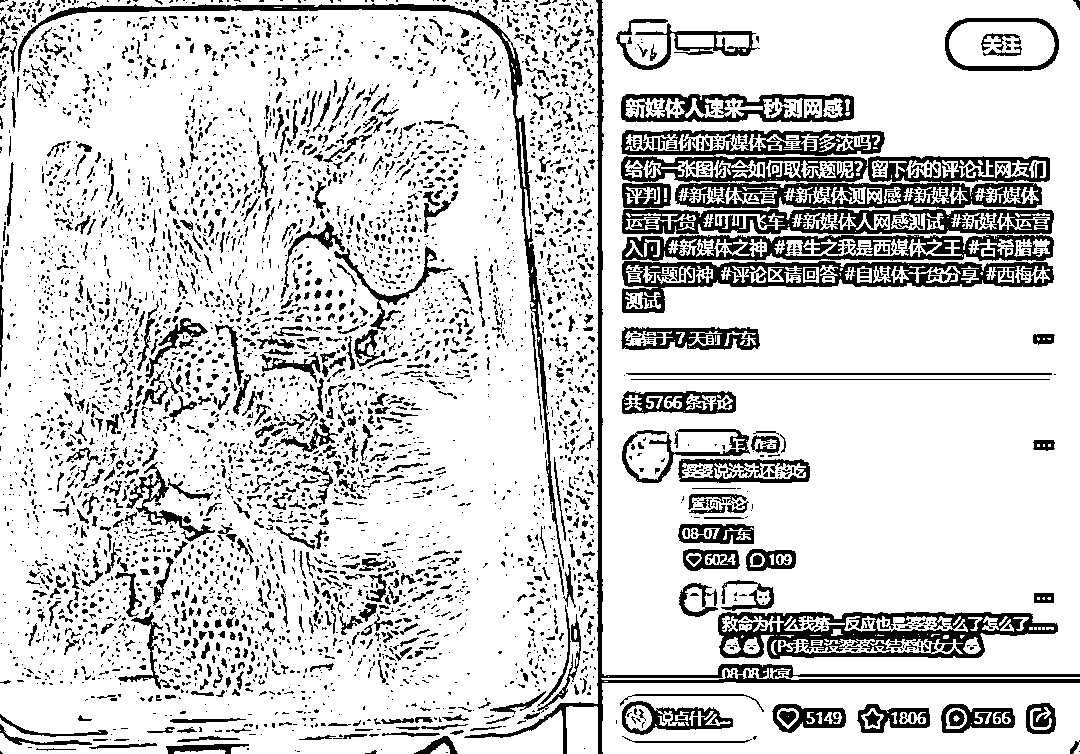 关注
新媒体人速来一秒测网感！
想知道你的新媒体含量有多浓吗？
给你一张图你会如何取标题呢？留下你的评论让网友们
评判！#新媒体运营 #新媒体测网感 #新媒体 #新媒体
运营干货 #叮叮飞车 #新媒体人网感测试 #新媒体运营
入门 #新媒体之神 #重生之我是西媒体之王 #古希腊掌
管标题的神 #评论区请回答 #自媒体干货分享 #西梅体
测试
编辑于 7 天前 广东
共 5766 条评论
车 作者
婆婆说洗洗还能吃
置顶评论
08-07 广东
6024 109
救命为什么我第一反应也是婆婆怎么了怎么了......
(Ps我是没婆婆没结婚的女大
08-08 北京
说点什么...
5149 1806 5766